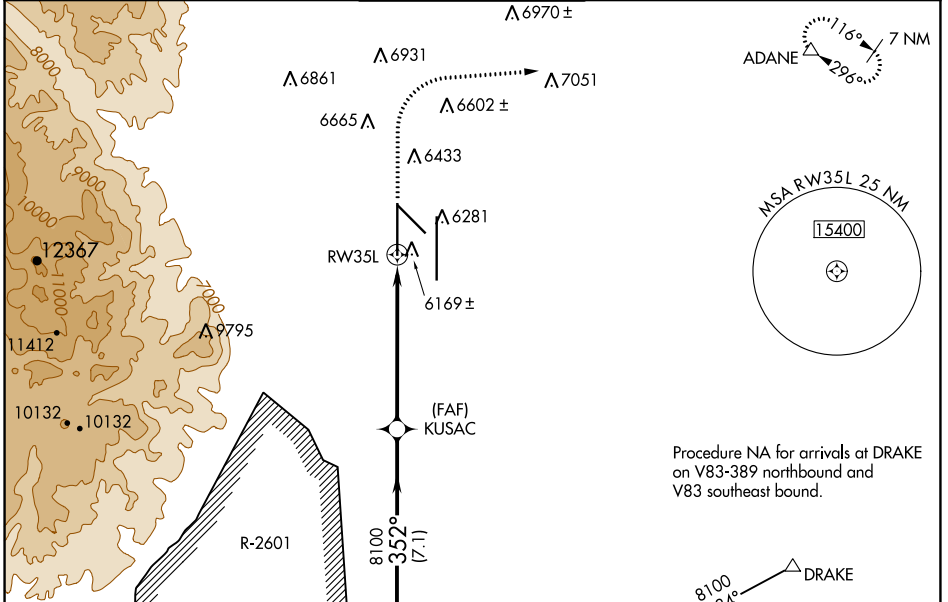 6970 ±
6931
6861
7051
6602 ±
6665
6433
6281
RW35L
6169 ±
8000
9000
10000
12367
11000
7000
9795
11412
10132
10132
(FAF)
KUSAC
R-2601
8100
352°
(7.1)
116°
7 NM
ADANE
296°
MSA RW35L 25 NM
15400
Procedure NA for arrivals at DRAKE
on V83-389 northbound and
V83 southeast bound.
8100
DRAKE